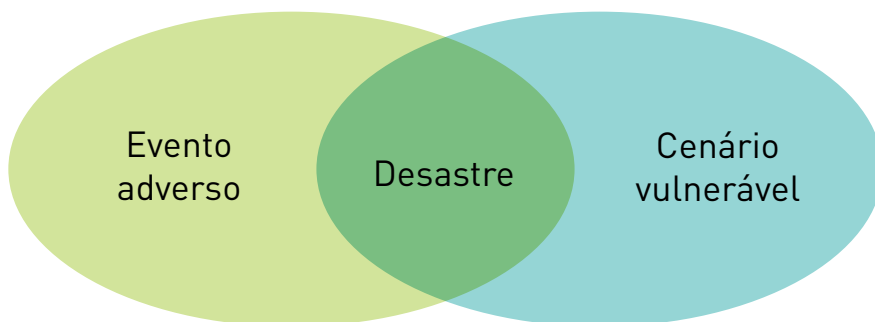 Evento
adverso
Desastre
Cenário
vulnerável